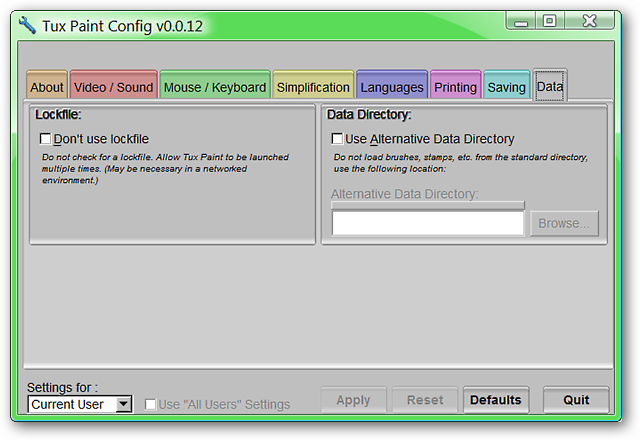 Tux Paint Config v0.0.12
About Video / Sound Mouse / Keyboard Simplification Languages Printing Saving Data
Lockfile:
Don't use lockfile
Do not check for a lockfile. Allow Tux Paint to be launched
multiple times. (May be necessary in a networked
environment.)
Data Directory:
Use Alternative Data Directory
Do not load brushes, stamps, etc. from the standard directory,
use the following location:
Alternative Data Directory:
Browse...
Settings for :
Current User
Use "All Users" Settings
Apply Reset Defaults Quit